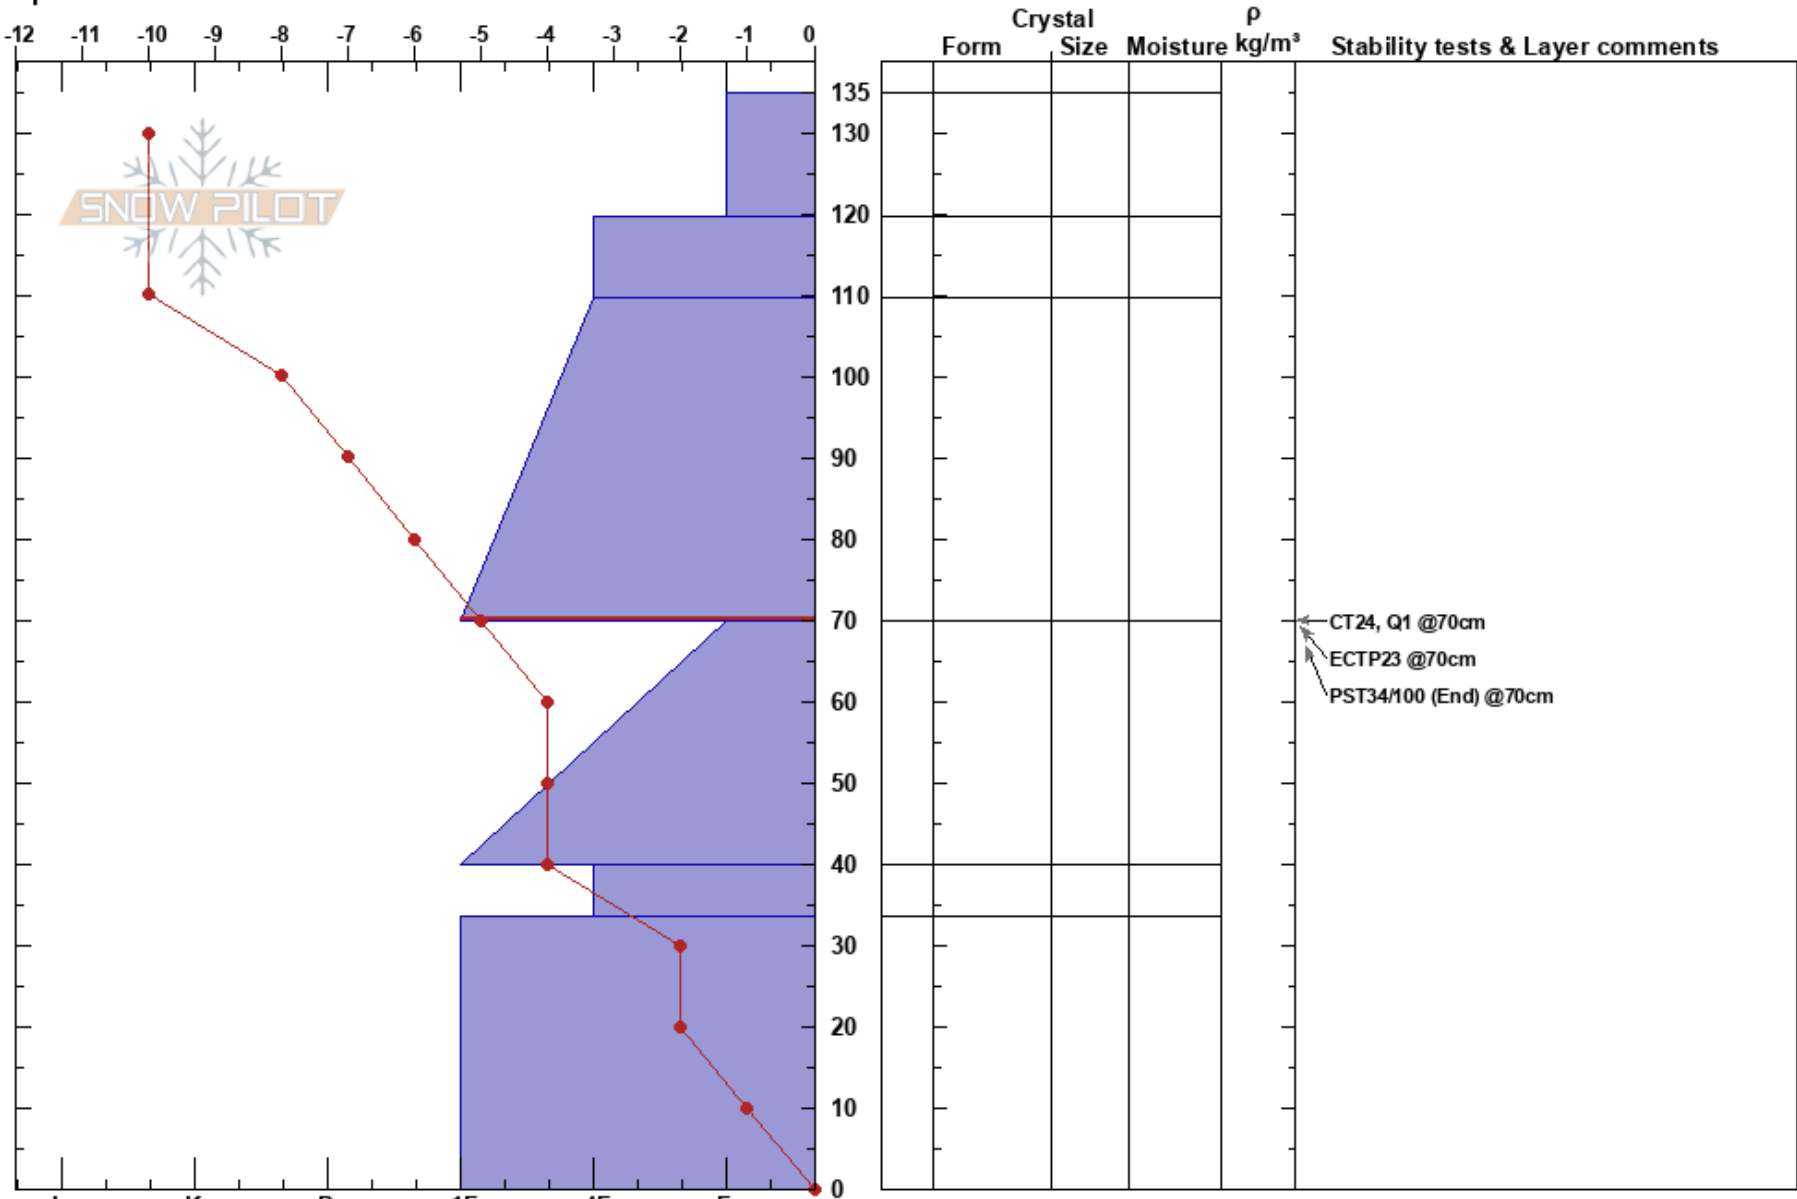 Crystal
ρ
-12 -11 -10 -9 -8 -7 -6 -5 -4 -3 -2 -1 0
Form Size Moisture kg/m³ Stability tests & Layer comments
135
130
SNOW PILOT
120
110
100
90
80
70
CT24, Q1 @70cm
ECTP23 @70cm
60
PST34/100 (End) @70cm
50
40
30
20
10
0